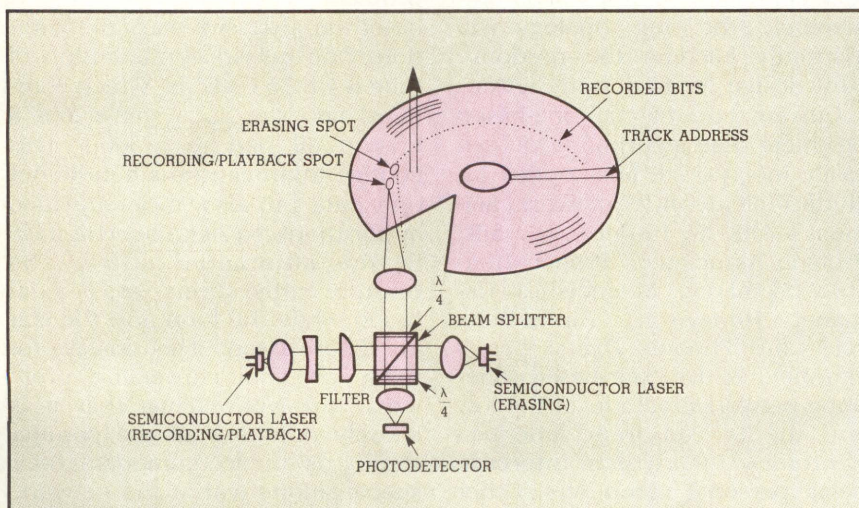 RECORDED BITS
ERASING SPOT
TRACK ADDRESS
RECORDING/PLAYBACK SPOT
λ/4
BEAM SPLITTER
SEMICONDUCTOR LASER
(ERASING)
FILTER
λ/4
SEMICONDUCTOR LASER
(RECORDING/PLAYBACK)
PHOTODETECTOR